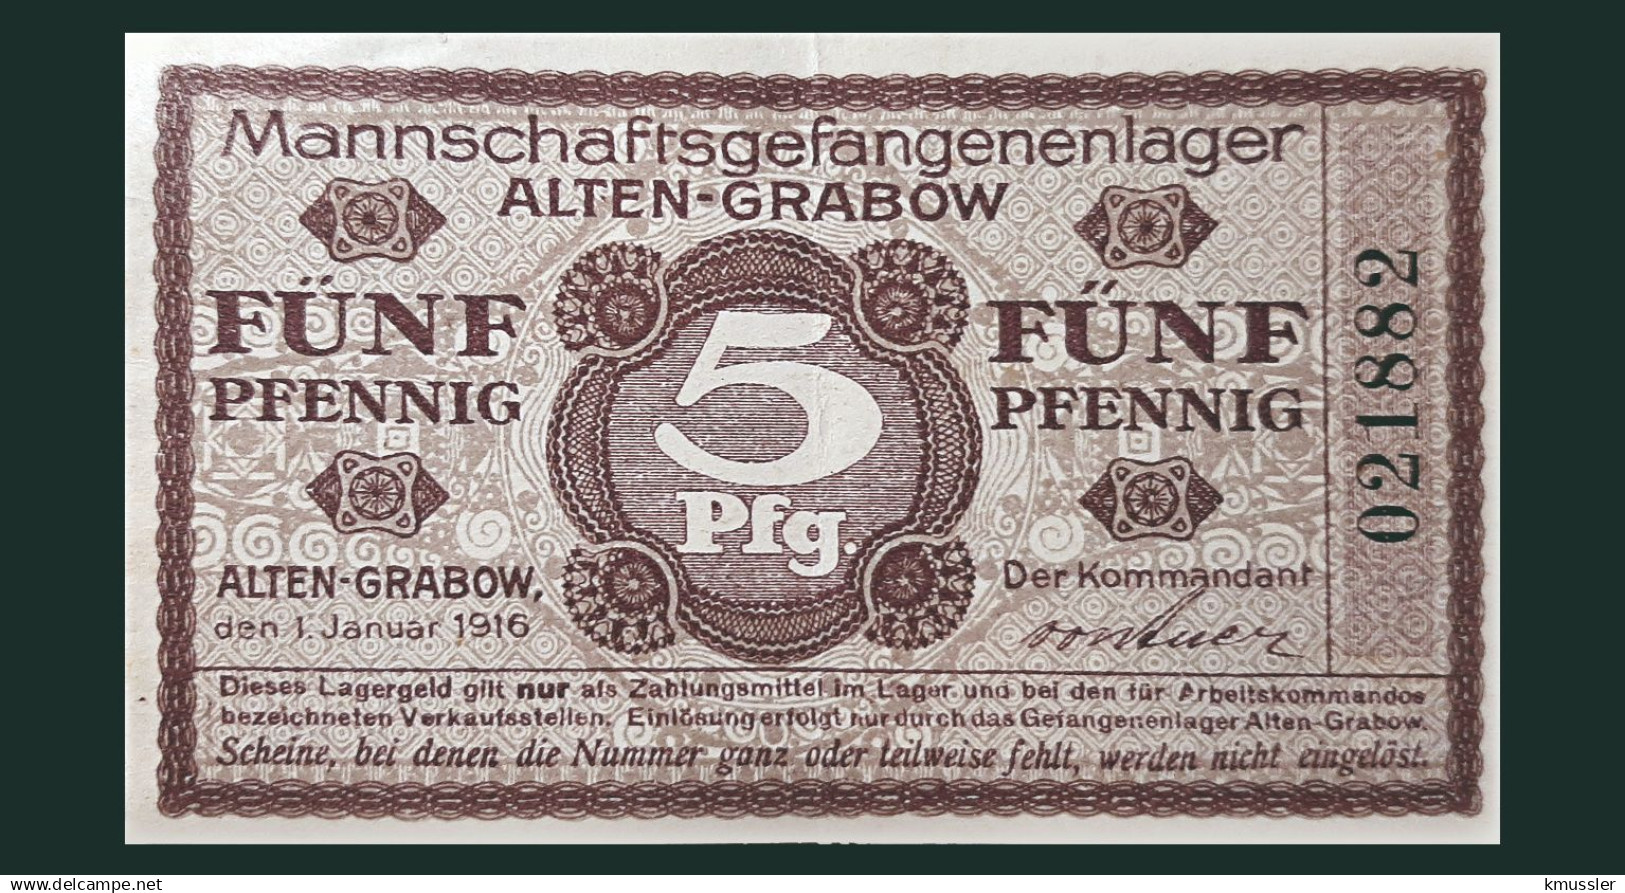 Mannschaftsgefangenenlager
ALTEN-GRABOW
FÜNF
PFENNIG
5
Pfg.
FÜNF
PFENNIG
021882
ALTEN-GRABOW,
den 1. Januar 1916
Der Kommandant
Dieses Lagergeld gilt nur als Zahlungsmittel im Lager und bei den für Arbeitskommandos
bezeichneten Verkaufsstellen. Einlösung erfolgt nur durch das Gefangenenlager Alten-Grabow.
Scheine, bei denen die Nummer ganz oder teilweise fehlt, werden nicht eingelöst.
delcampe.net
kmussler